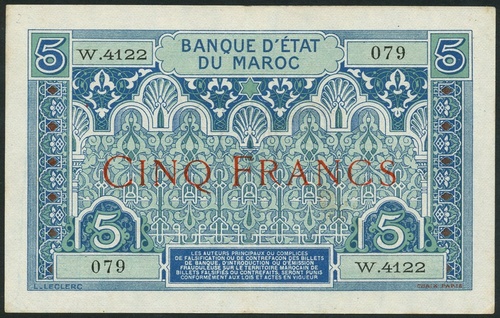 5 BANQUE D'ÉTAT 5
W.4122 DU MAROC 079
CINQ FRANCS
5 5
079 W.4122
LES AUTEURS PRINCIPAUX OU COMPLICES
DE FALSIFICATION OU DE CONTREFAÇON DES BILLETS
DE BANQUE, D'INTRODUCTION OU D'ÉMISSION
FRAUDULEUSE SUR LE TERRITOIRE MAROCAIN DE
BILLETS FALSIFIÉS OU CONTREFAITS, SERONT PUNIS
CONFORMÉMENT AUX LOIS ET ACTES EN VIGUEUR
L. LECLERC